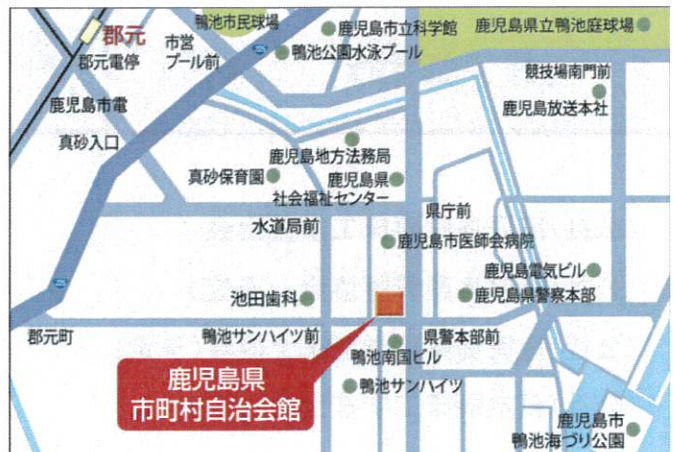 郡元
郡元電停
市営
プール前
鴨池市民球場
鹿児島市立科学館
鴨池公園水泳プール
鹿児島県立鴨池庭球場
競技場南門前
鹿児島放送本社
鹿児島市電
真砂入口
鹿児島地方法務局
真砂保育園
鹿児島県
社会福祉センター
水道局前
県庁前
鹿児島市医師会病院
鹿児島電気ビル
池田歯科
鹿児島県警察本部
郡元町
鴨池サンハイツ前
県警本部前
鴨池南国ビル
鴨池サンハイツ
鹿児島県
市町村自治会館
鹿児島市
鴨池海づり公園